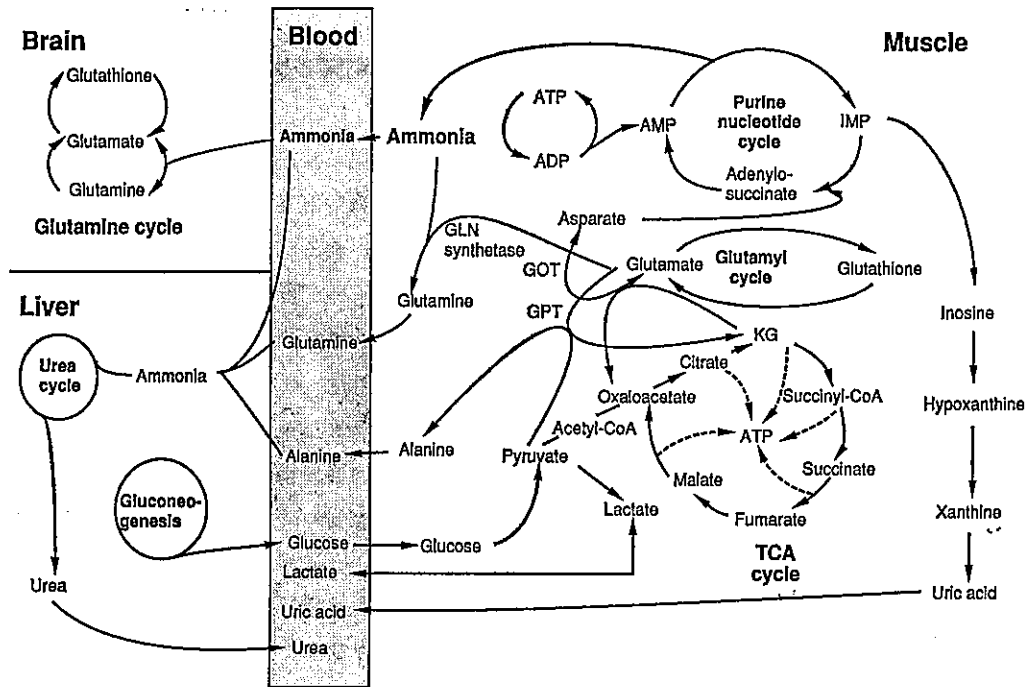 Brain
Glutathione
Glutamate
Glutamine
Glutamine cycle
Liver
Urea
cycle
Ammonia
Gluconeo-
genesis
Urea
Blood
Ammonia
Glutamine
Alanine
Glucose
Lactate
Uric acid
Urea
Muscle
Ammonia
ATP
ADP
AMP
Purine
nucleotide
cycle
IMP
Adenylo-
succinate
Asparate
GLN
synthetase
GOT
Glutamate
Glutamyl
cycle
Glutathione
Glutamine
GPT
KG
Citrate
Oxaloacetate
Succinyl-CoA
Acetyl-CoA
ATP
Alanine
Pyruvate
Succinate
Malate
Lactate
Fumarate
Glucose
TCA
cycle
Inosine
Hypoxanthine
Xanthine
Uric acid